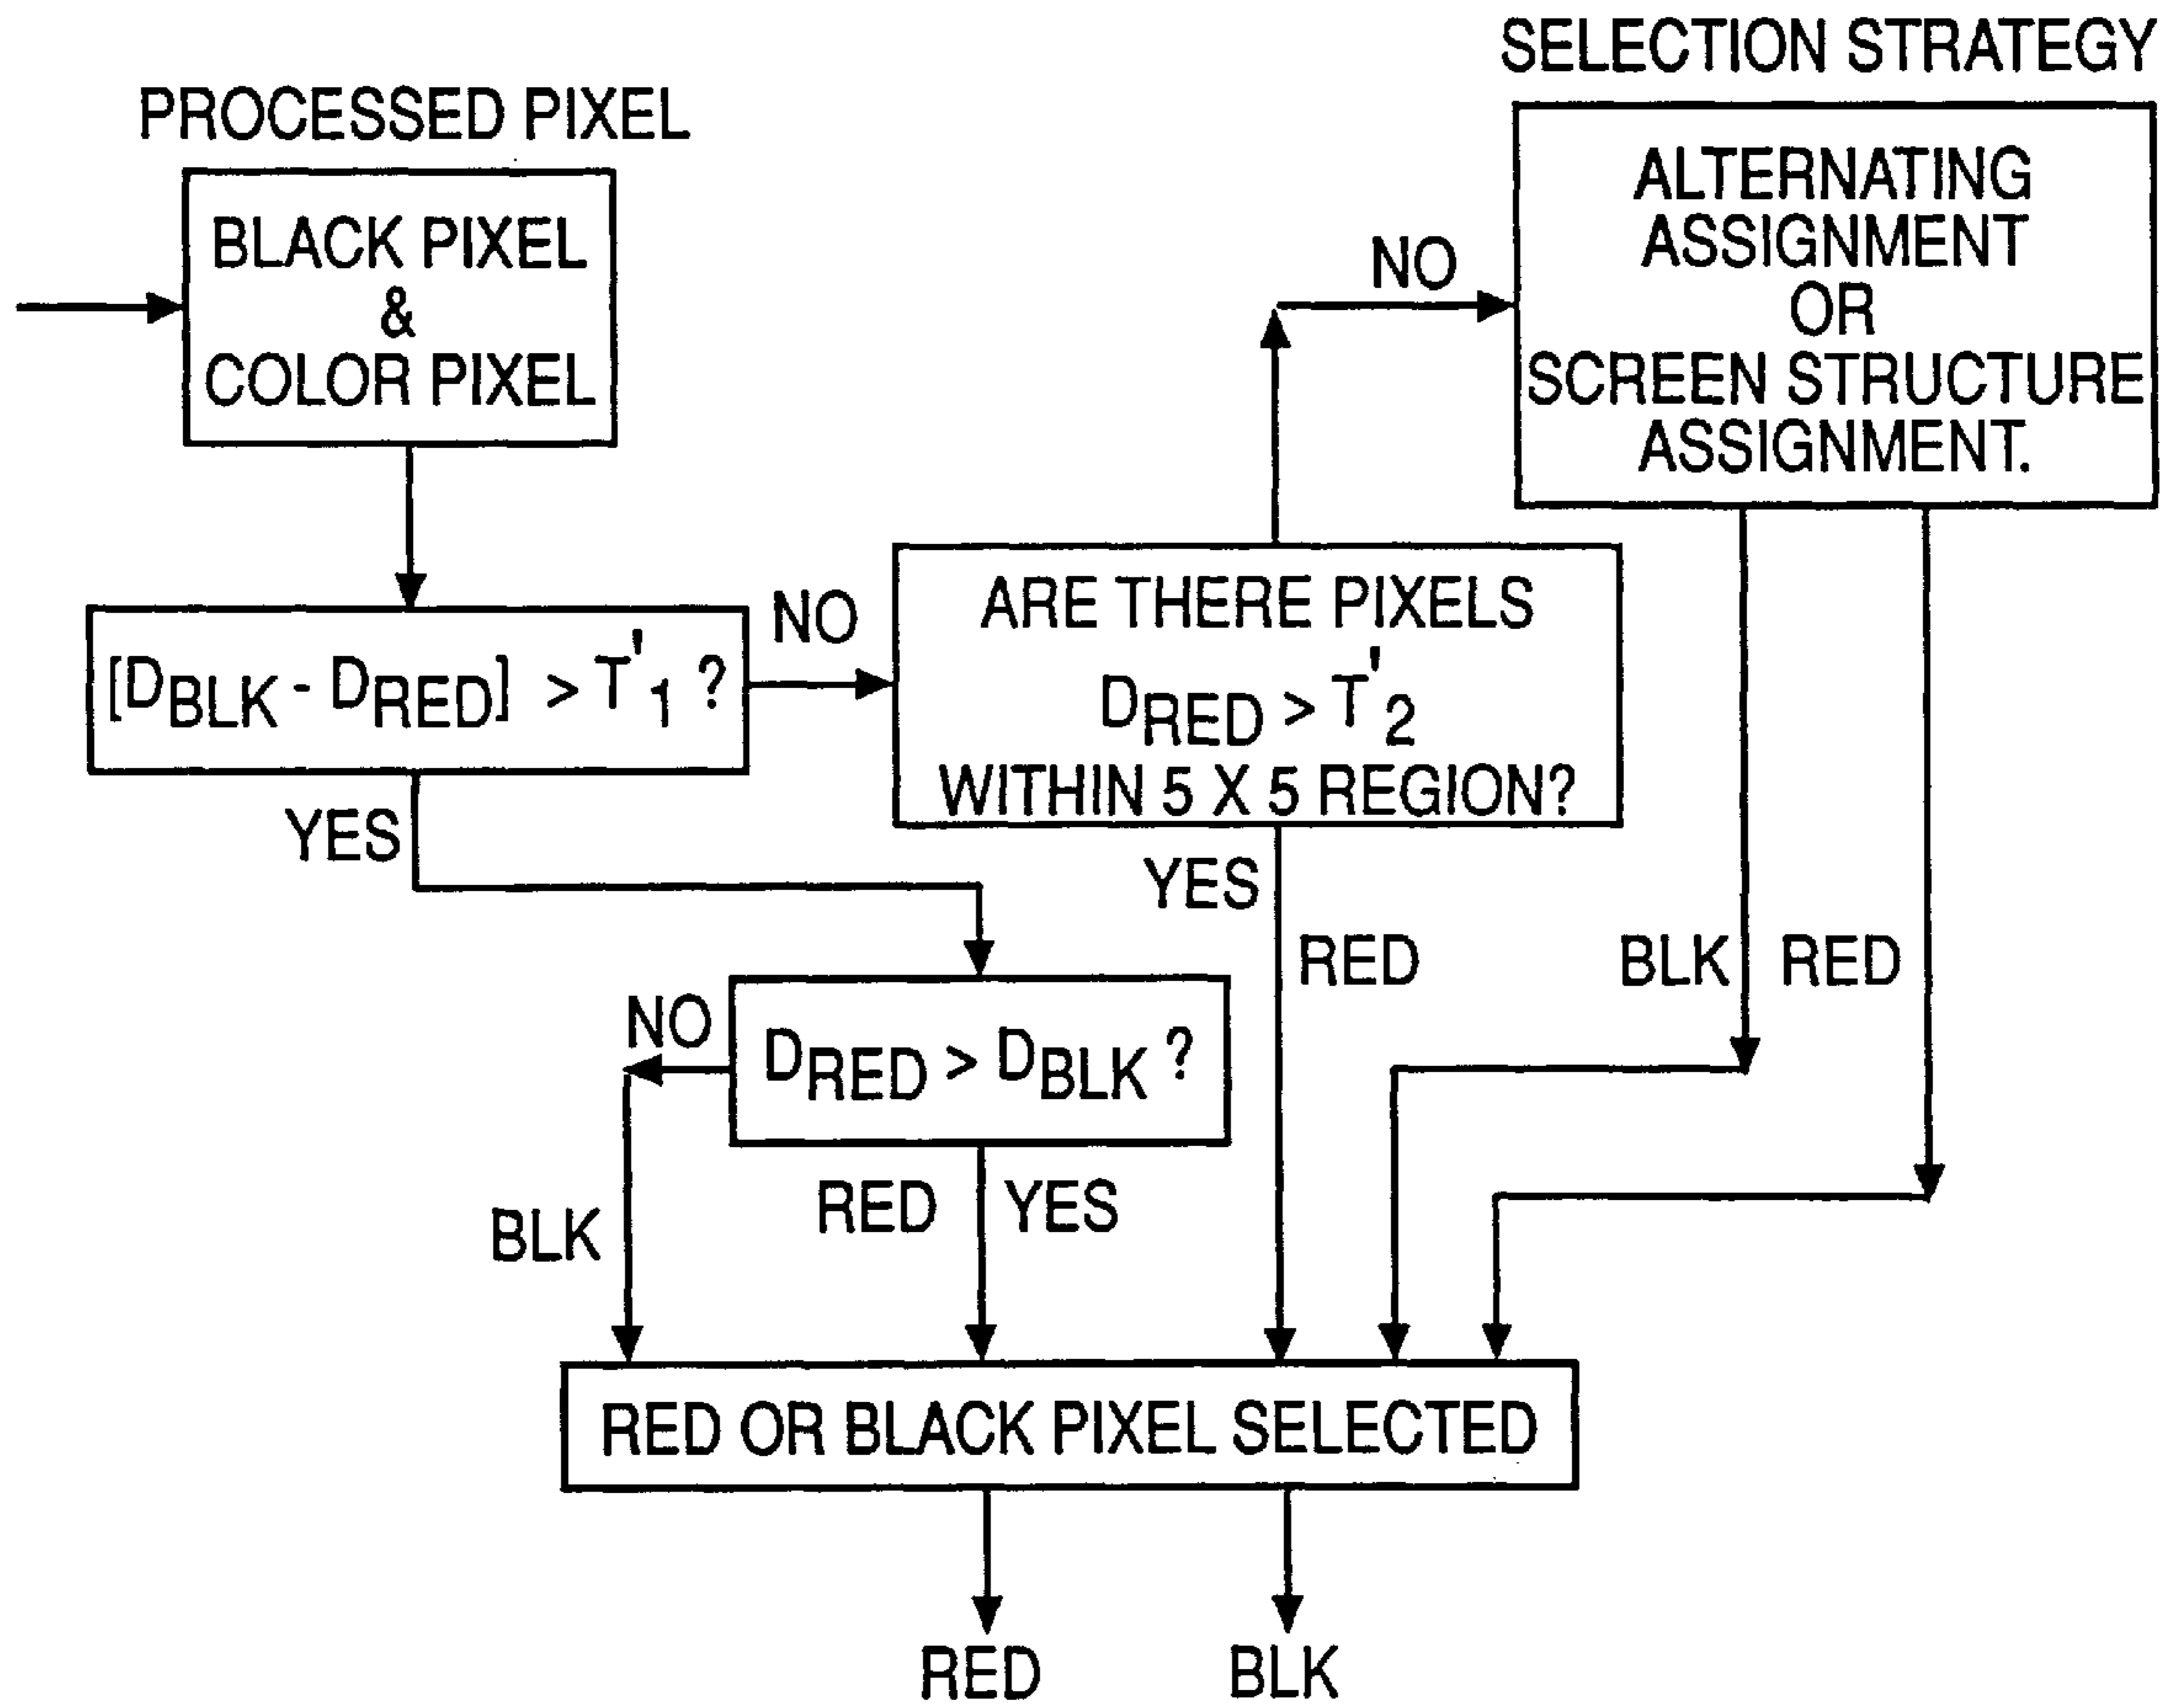 SELECTION STRATEGY
PROCESSED PIXEL
BLACK PIXEL
&
COLOR PIXEL
ALTERNATING
ASSIGNMENT
OR
SCREEN STRUCTURE
ASSIGNMENT.
NO
[DBLK - DRED] > T'1 ?
NO
ARE THERE PIXELS
DRED > T'2
WITHIN 5 X 5 REGION?
YES
YES
RED
BLK
RED
NO
DRED > DBLK ?
BLK
RED
YES
RED OR BLACK PIXEL SELECTED
RED
BLK